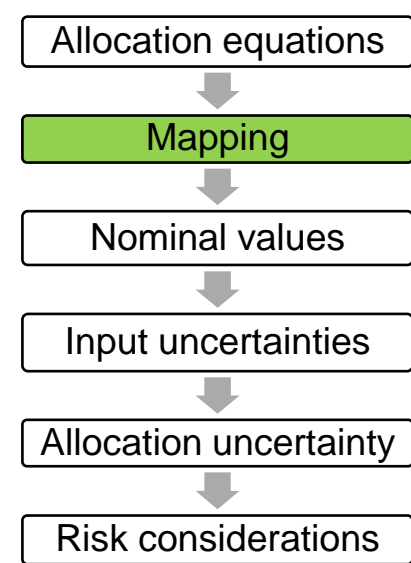 Allocation equations
Mapping
Nominal values
Input uncertainties
Allocation uncertainty
Risk considerations